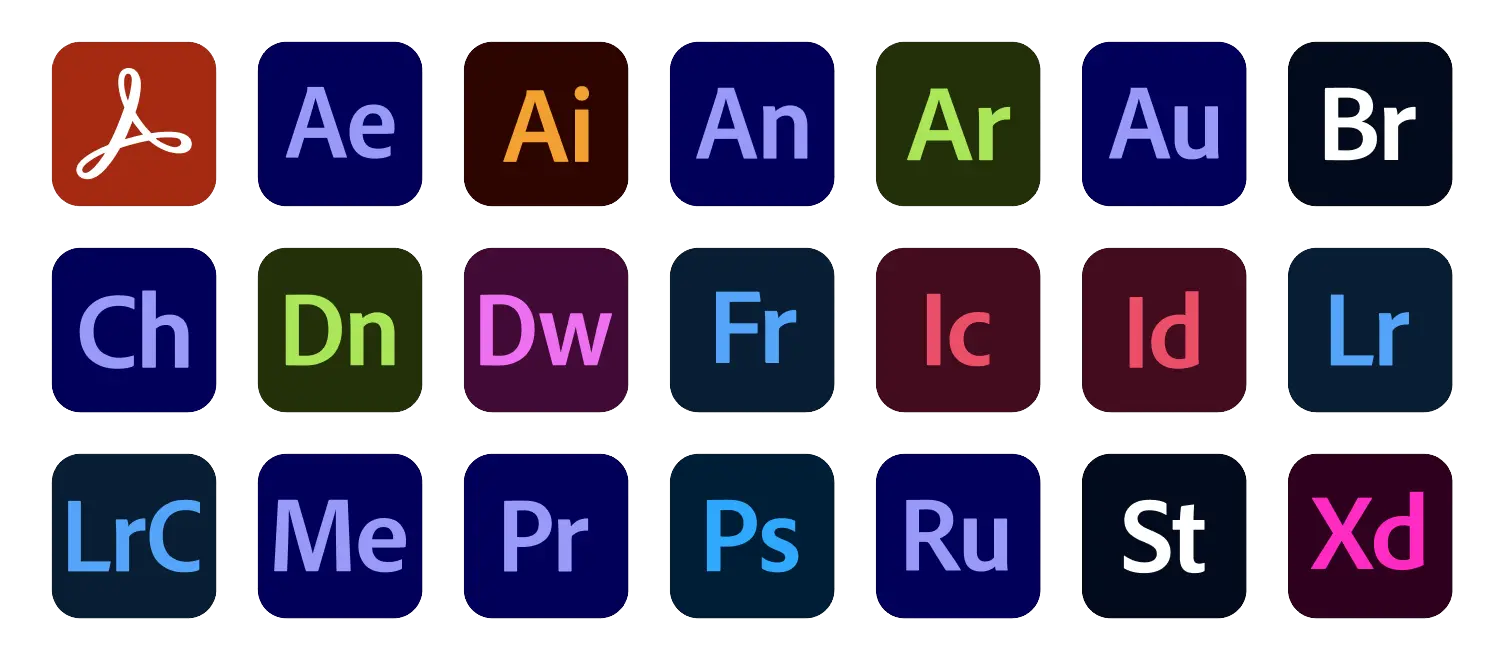 Ae Ai An Ar Au Br
Ch Dn Dw Fr Ic Id Lr
LrC Me Pr Ps Ru St Xd